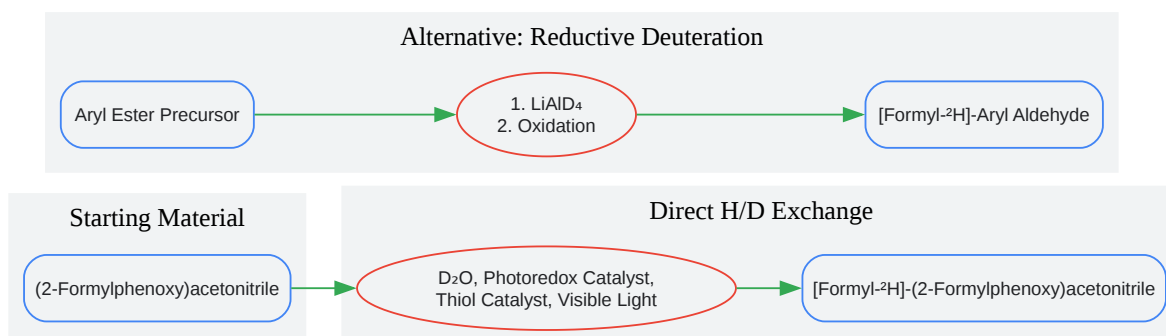 Alternative: Reductive Deuteration
Aryl Ester Precursor
1. LiAlD₄
2. Oxidation
[Formyl-²H]-Aryl Aldehyde
Starting Material
(2-Formylphenoxy)acetonitrile
Direct H/D Exchange
D₂O, Photoredox Catalyst,
Thiol Catalyst, Visible Light
[Formyl-²H]-(2-Formylphenoxy)acetonitrile